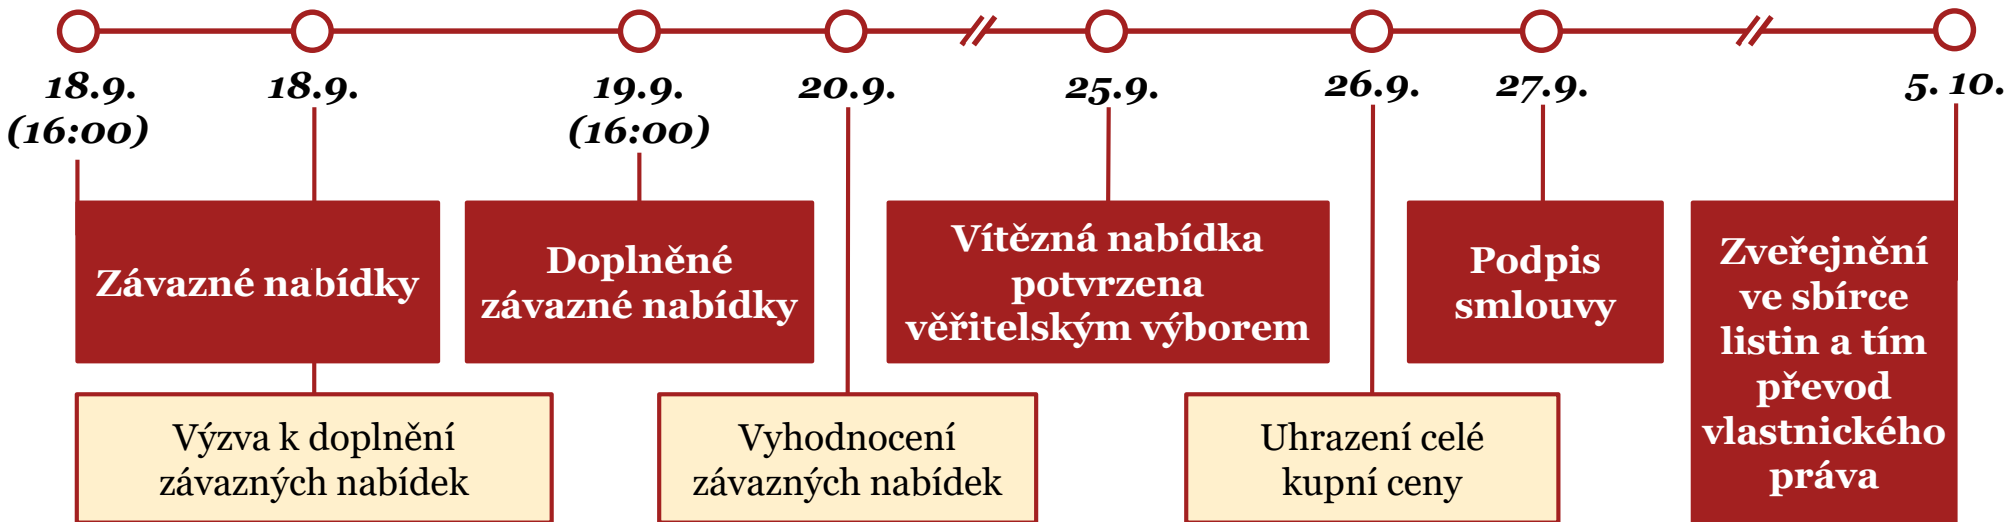 18.9.
(16:00)
18.9.
19.9.
(16:00)
20.9.
25.9.
26.9.
27.9.
5. 10.
Závazné nabídky
Doplněné
závazné nabídky
Vítězná nabídka
potvrzena
věřitelským výborem
Podpis
smlouvy
Zveřejnění
ve sbírce
listin a tím
převod
vlastnického
práva
Výzva k doplnění
závazných nabídek
Vyhodnocení
závazných nabídek
Uhrazení celé
kupní ceny